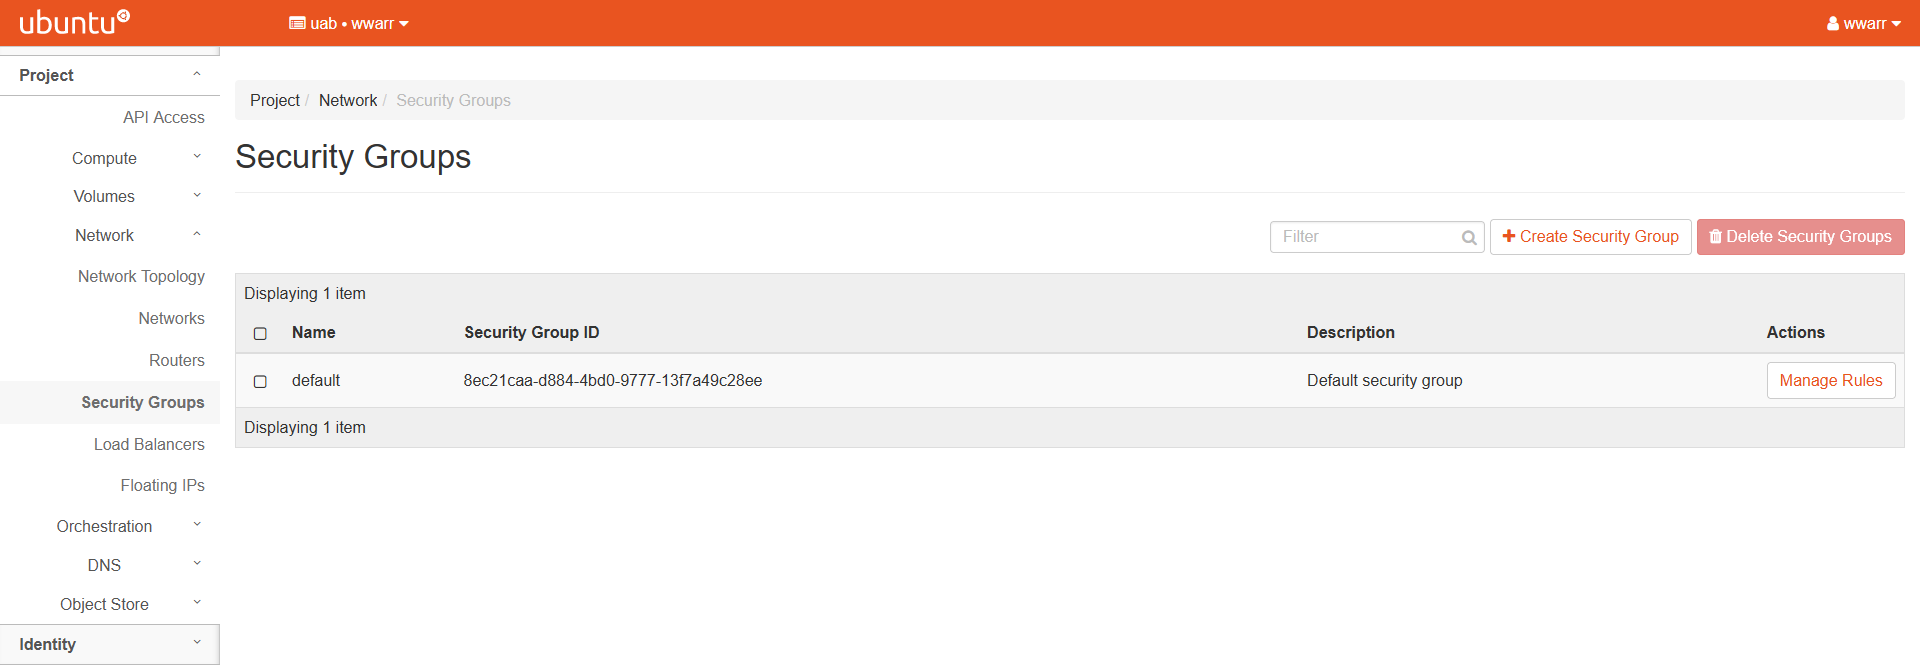 ubuntu
uab • wwarr
wwarr
Project
API Access
Compute
Volumes
Network
Network Topology
Networks
Routers
Security Groups
Load Balancers
Floating IPs
Orchestration
DNS
Object Store
Identity
Project / Network / Security Groups
Security Groups
Filter
Create Security Group
Delete Security Groups
Displaying 1 item
Name Security Group ID Description Actions
default 8ec21caa-d884-4bd0-9777-13f7a49c28ee Default security group Manage Rules
Displaying 1 item